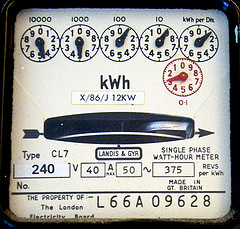 10000 1000 100 10 kWh per Div.
kWh
X/86/J 12KW
0·1
LANDIS & GYR
Type CL7
SINGLE PHASE
WATT-HOUR METER
240 V 40 A 50 ~ 375 REVS per kWh
No.
MADE IN
GT. BRITAIN
THE PROPERTY OF
The London
Electricity Board
L66A09628